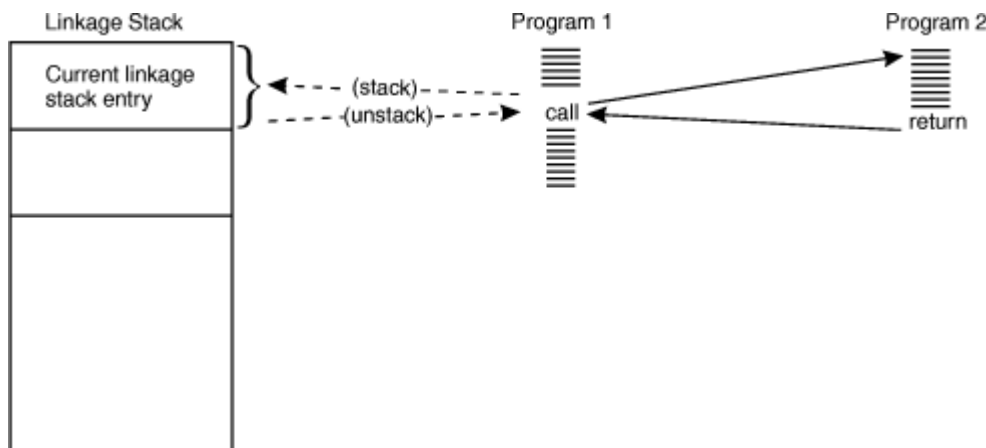 Linkage Stack
Program 1
Program 2
Current linkage
stack entry
(stack)
(unstack)
call
return